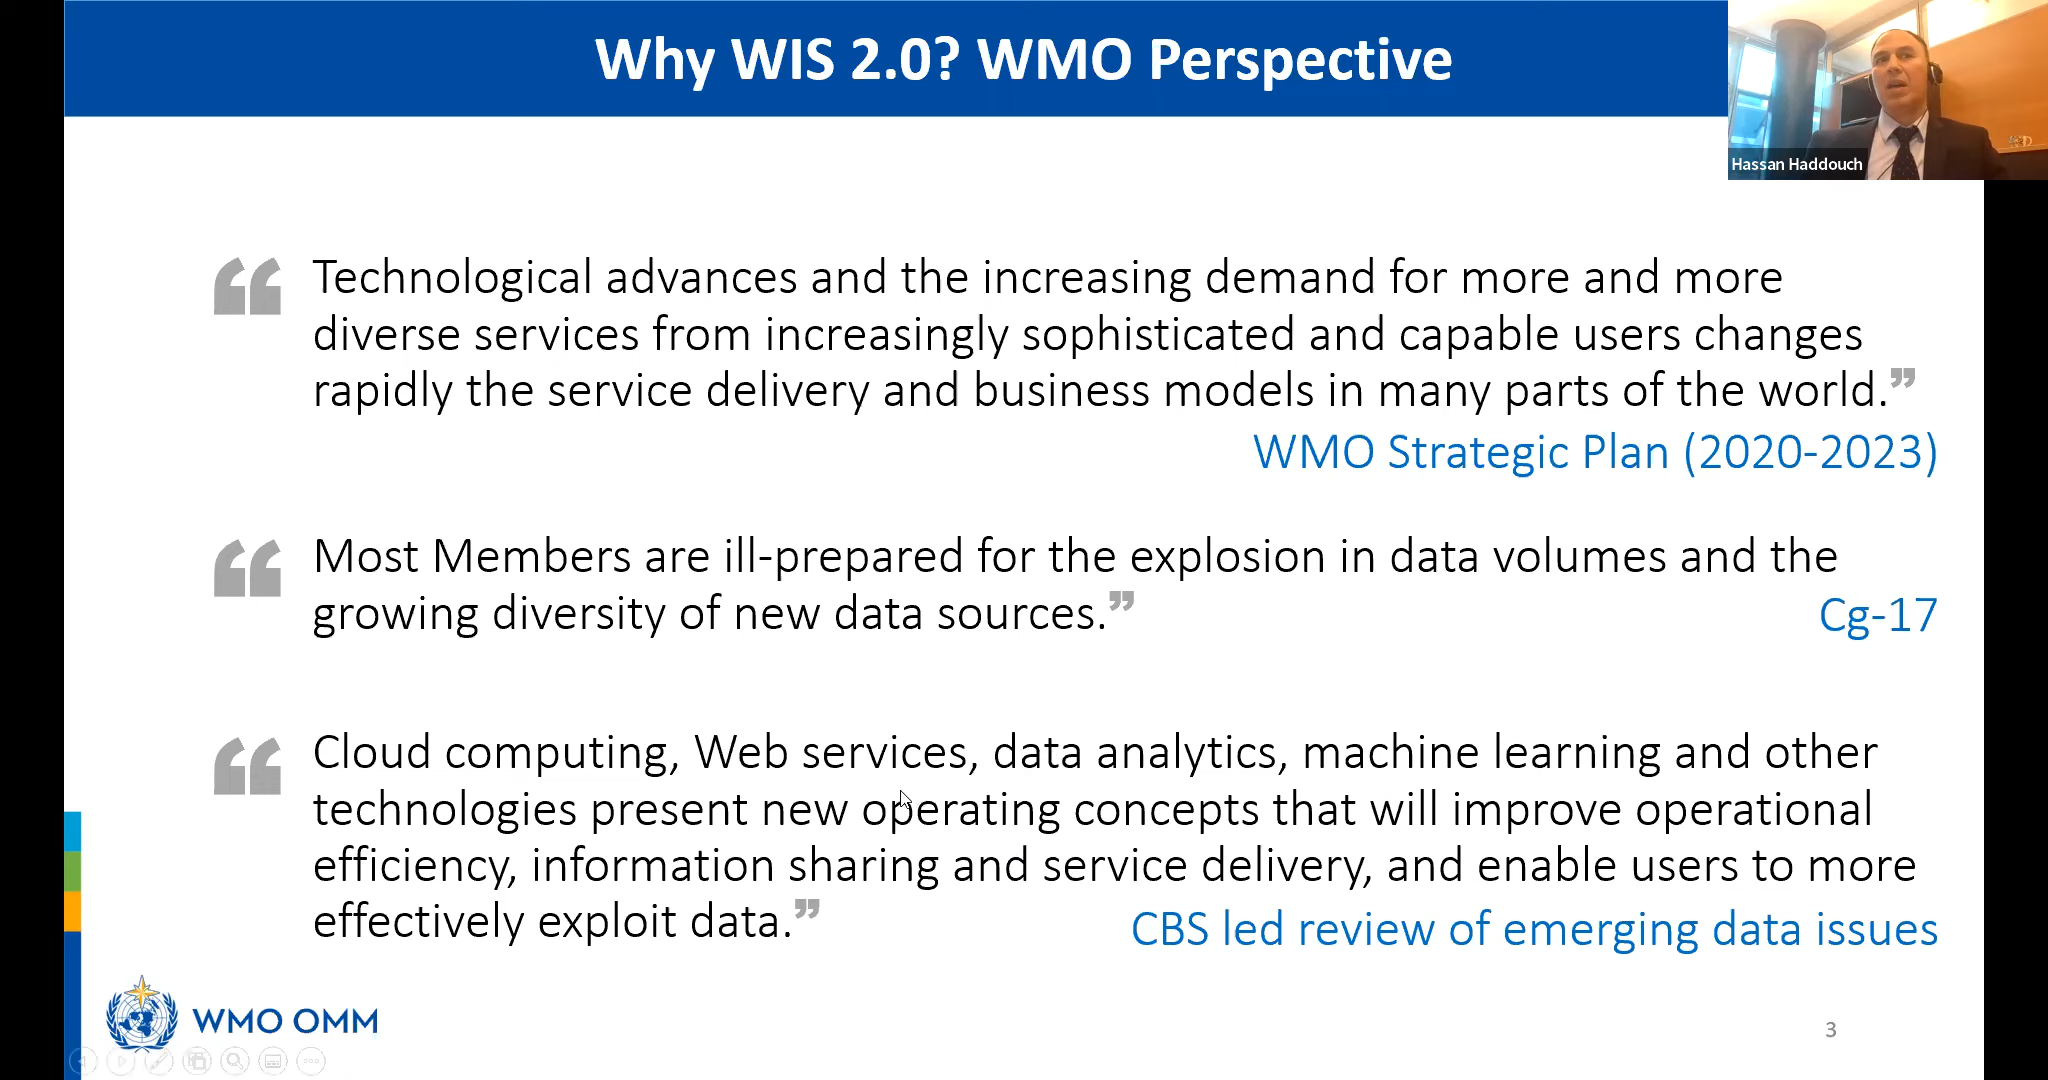 Why WIS 2.0? WMO Perspective
Hassan Haddouch
“ Technological advances and the increasing demand for more and more
diverse services from increasingly sophisticated and capable users changes
rapidly the service delivery and business models in many parts of the world.”
WMO Strategic Plan (2020-2023)
“ Most Members are ill-prepared for the explosion in data volumes and the
growing diversity of new data sources.”
Cg-17
“ Cloud computing, Web services, data analytics, machine learning and other
technologies present new operating concepts that will improve operational
efficiency, information sharing and service delivery, and enable users to more
effectively exploit data.”
CBS led review of emerging data issues
WMO OMM
3